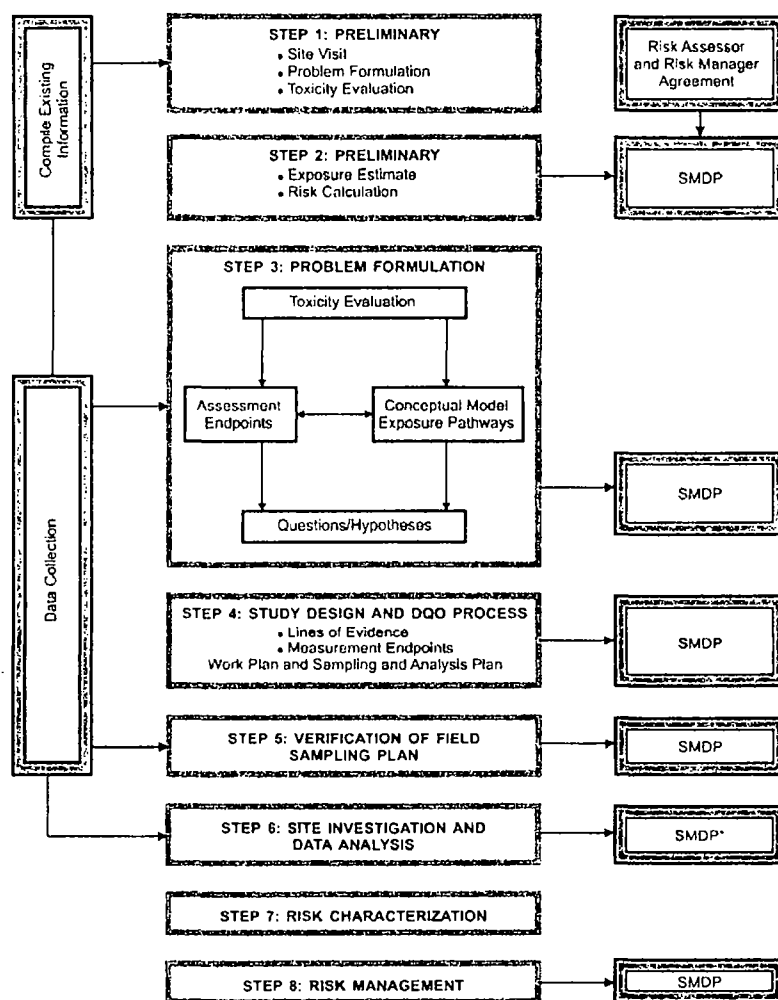 Compile Existing
Information
STEP 1: PRELIMINARY
• Site Visit
• Problem Formulation
• Toxicity Evaluation
Risk Assessor
and Risk Manager
Agreement
STEP 2: PRELIMINARY
• Exposure Estimate
• Risk Calculation
SMDP
STEP 3: PROBLEM FORMULATION
Toxicity Evaluation
Assessment
Endpoints
Conceptual Model
Exposure Pathways
Questions/Hypotheses
SMDP
Data Collection
STEP 4: STUDY DESIGN AND DQO PROCESS
• Lines of Evidence
• Measurement Endpoints
Work Plan and Sampling and Analysis Plan
SMDP
STEP 5: VERIFICATION OF FIELD
SAMPLING PLAN
SMDP
STEP 6: SITE INVESTIGATION AND
DATA ANALYSIS
SMDP*
STEP 7: RISK CHARACTERIZATION
STEP 8: RISK MANAGEMENT
SMDP